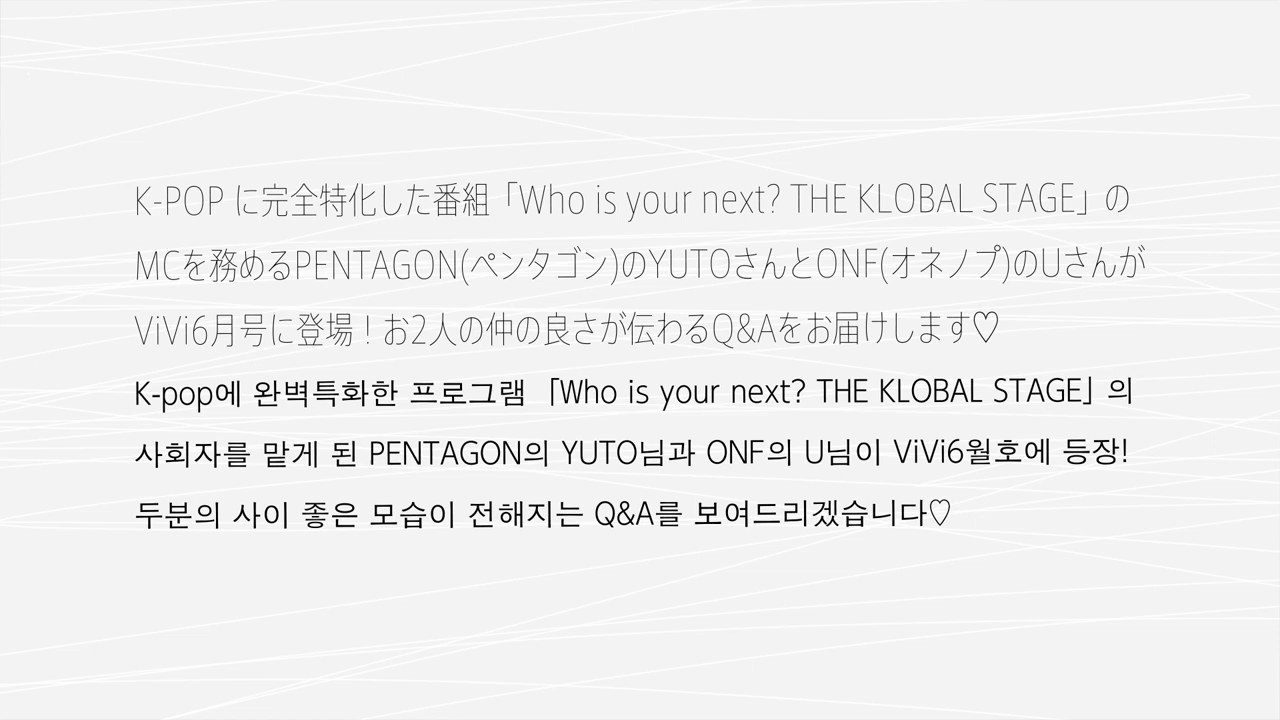 K-POP に完全特化した番組「Who is your next? THE KLOBAL STAGE」の
MCを務めるPENTAGON(ペンタゴン)のYUTOさんとONF(オネノプ)のUさんが
ViVi6月号に登場！お2人の仲の良さが伝わるQ&Aをお届けします♡
K-pop에 완벽특화한 프로그램 「Who is your next? THE KLOBAL STAGE」의
사회자를 맡게 된 PENTAGON의 YUTO님과 ONF의 U님이 ViVi6월호에 등장!
두분의 사이 좋은 모습이 전해지는 Q&A를 보여드리겠습니다♡